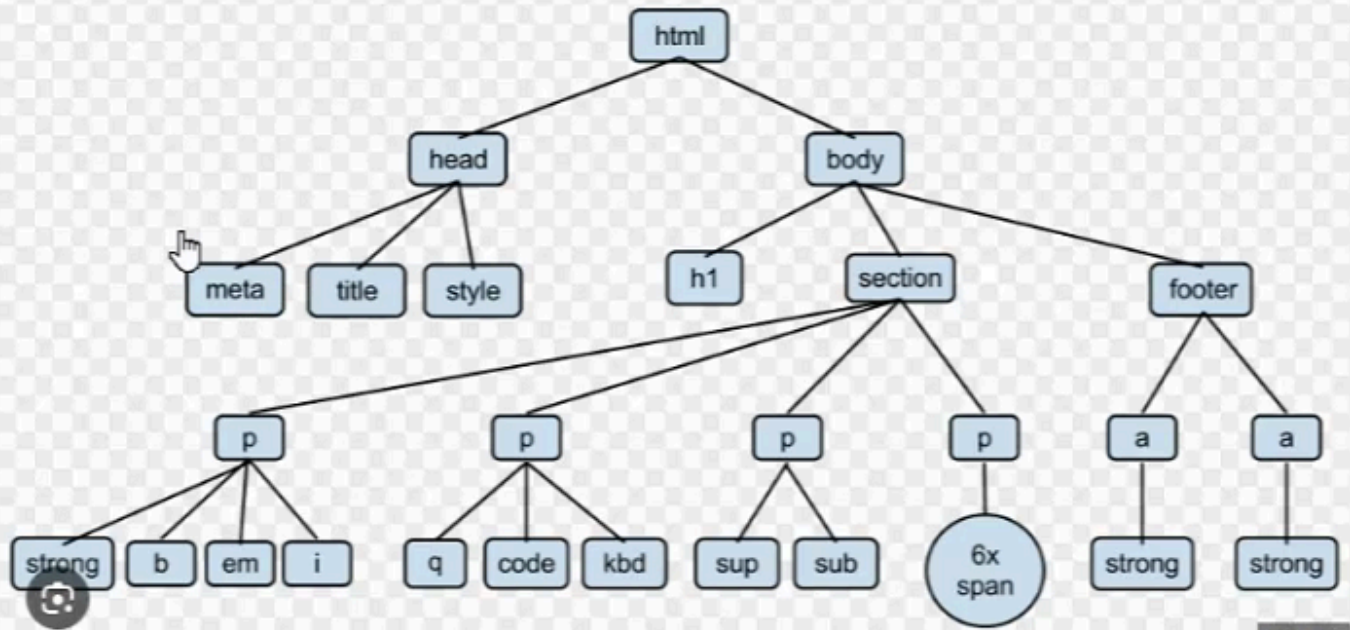 html
head
body
meta
title
style
h1
section
footer
p
p
p
p
a
a
strong
b
em
i
q
code
kbd
sup
sub
6x
span
strong
strong